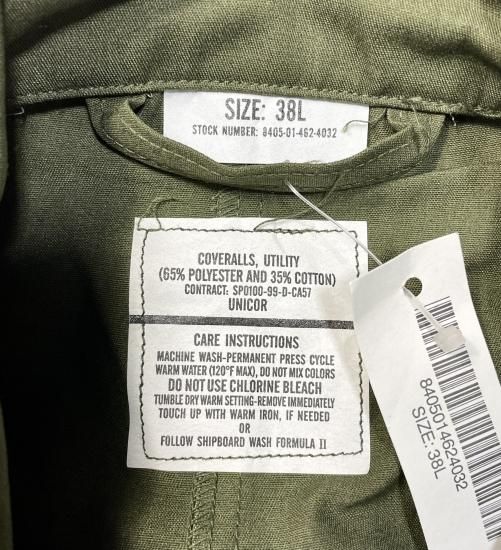 SIZE: 38L
STOCK NUMBER: 8405-01-462-4032
COVERALLS, UTILITY
(65% POLYESTER AND 35% COTTON)
CONTRACT: SP0100-99-D-CA57
UNICOR
CARE INSTRUCTIONS
MACHINE WASH-PERMANENT PRESS CYCLE
WARM WATER (120°F MAX), DO NOT MIX COLORS
DO NOT USE CHLORINE BLEACH
TUMBLE DRY WARM SETTING-REMOVE IMMEDIATELY
TOUCH UP WITH WARM IRON, IF NEEDED
OR
FOLLOW SHIPBOARD WASH FORMULA II
8405014624032
SIZE: 38L